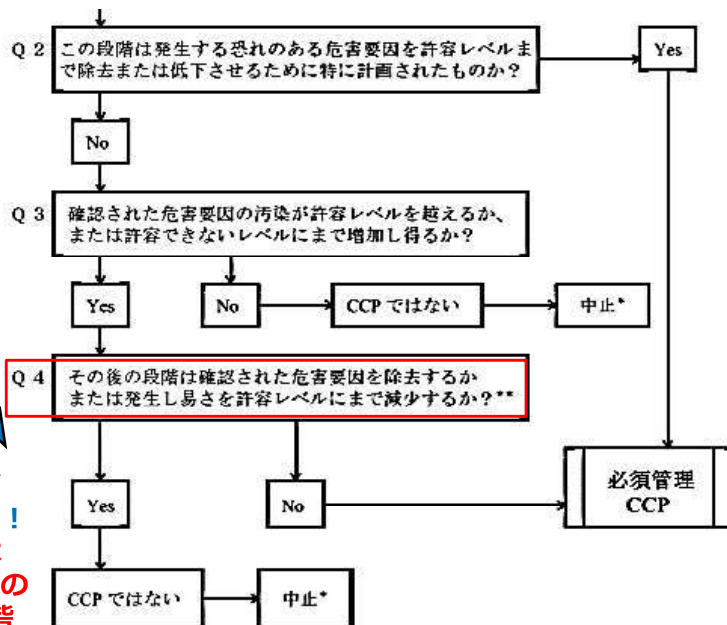 Q 2
この段階は発生する恐れのある危害要因を許容レベルま
で除去または低下させるために特に計画されたものか?
Yes
No
Q 3
確認された危害要因の汚染が許容レベルを越えるか、
または許容できないレベルにまで増加し得るか?
Yes
No
CCP ではない
中止*
Q 4
その後の段階は確認された危害要因を除去するか
または発生し易さを許容レベルにまで減少するか?**
Yes
No
必須管理
CCP
!
の
CCP ではない
中止*